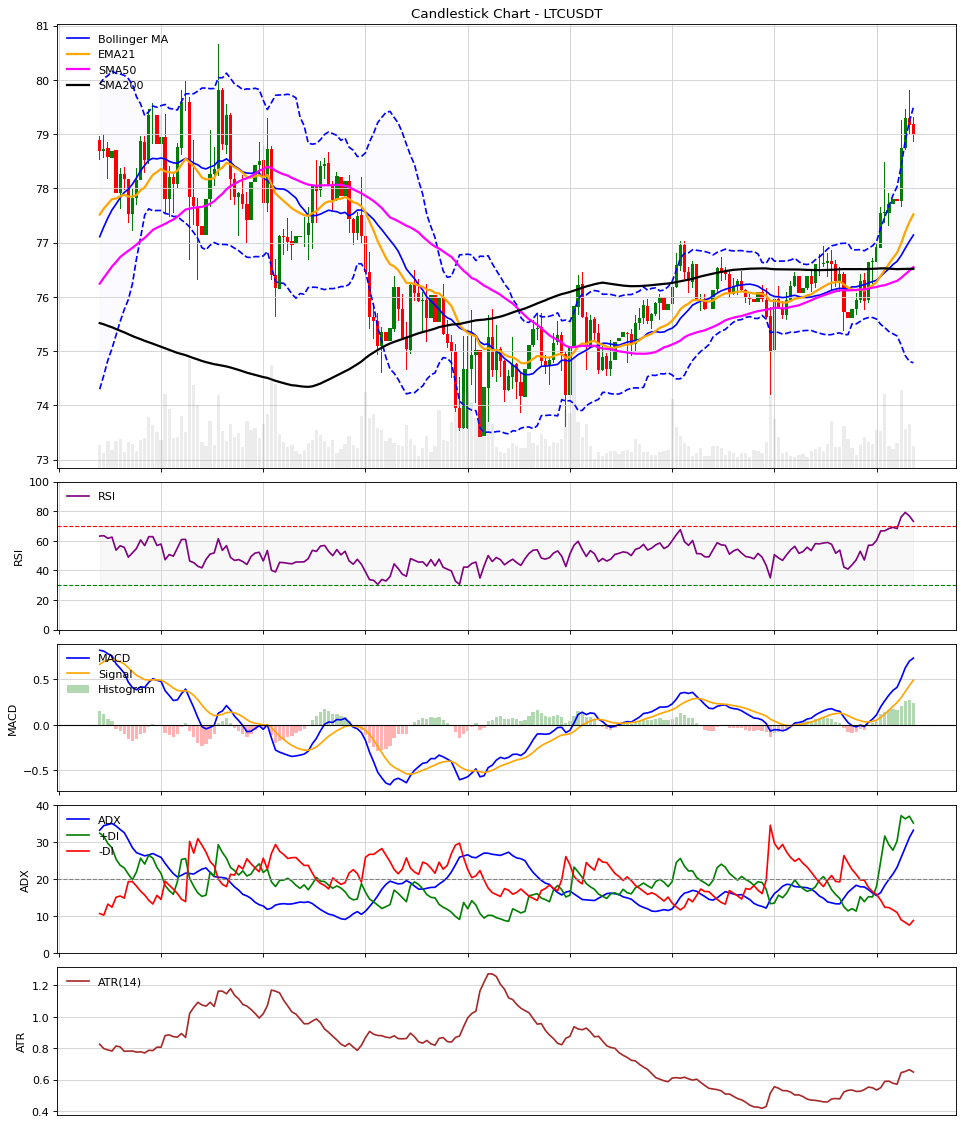 Candlestick Chart - LTCUSDT
Bollinger MA
EMA21
SMA50
SMA200
81
80
79
78
77
76
75
74
73
RSI
RSI
100
80
60
40
20
0
MACD
Signal
Histogram
MACD
0.5
0.0
−0.5
ADX
+DI
-DI
ADX
40
30
20
10
0
ATR(14)
ATR
1.2
1.0
0.8
0.6
0.4